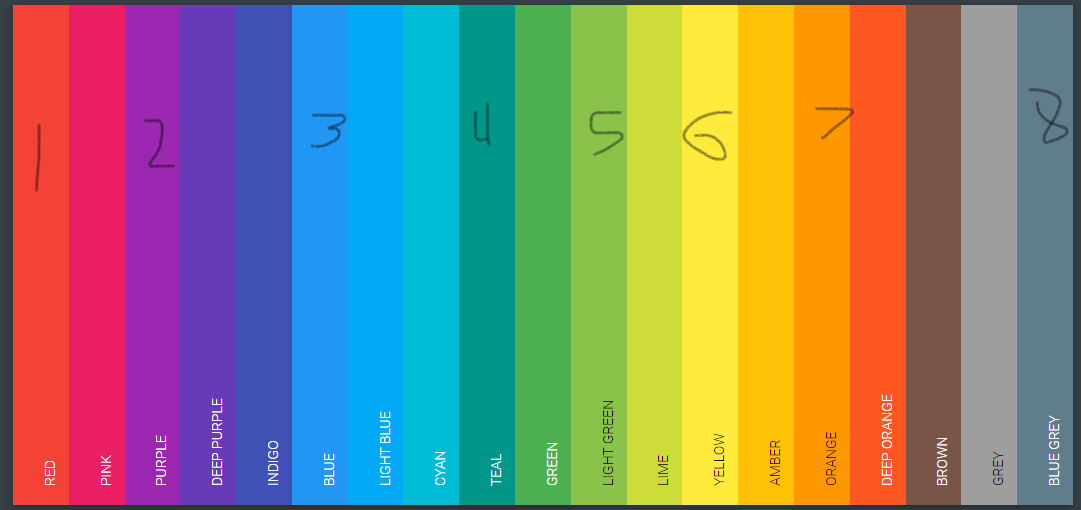 1 2 3 4 5 6 7 8
RED PINK PURPLE DEEP PURPLE INDIGO BLUE LIGHT BLUE CYAN TEAL GREEN LIGHT GREEN LIME YELLOW AMBER ORANGE DEEP ORANGE BROWN GREY BLUE GREY